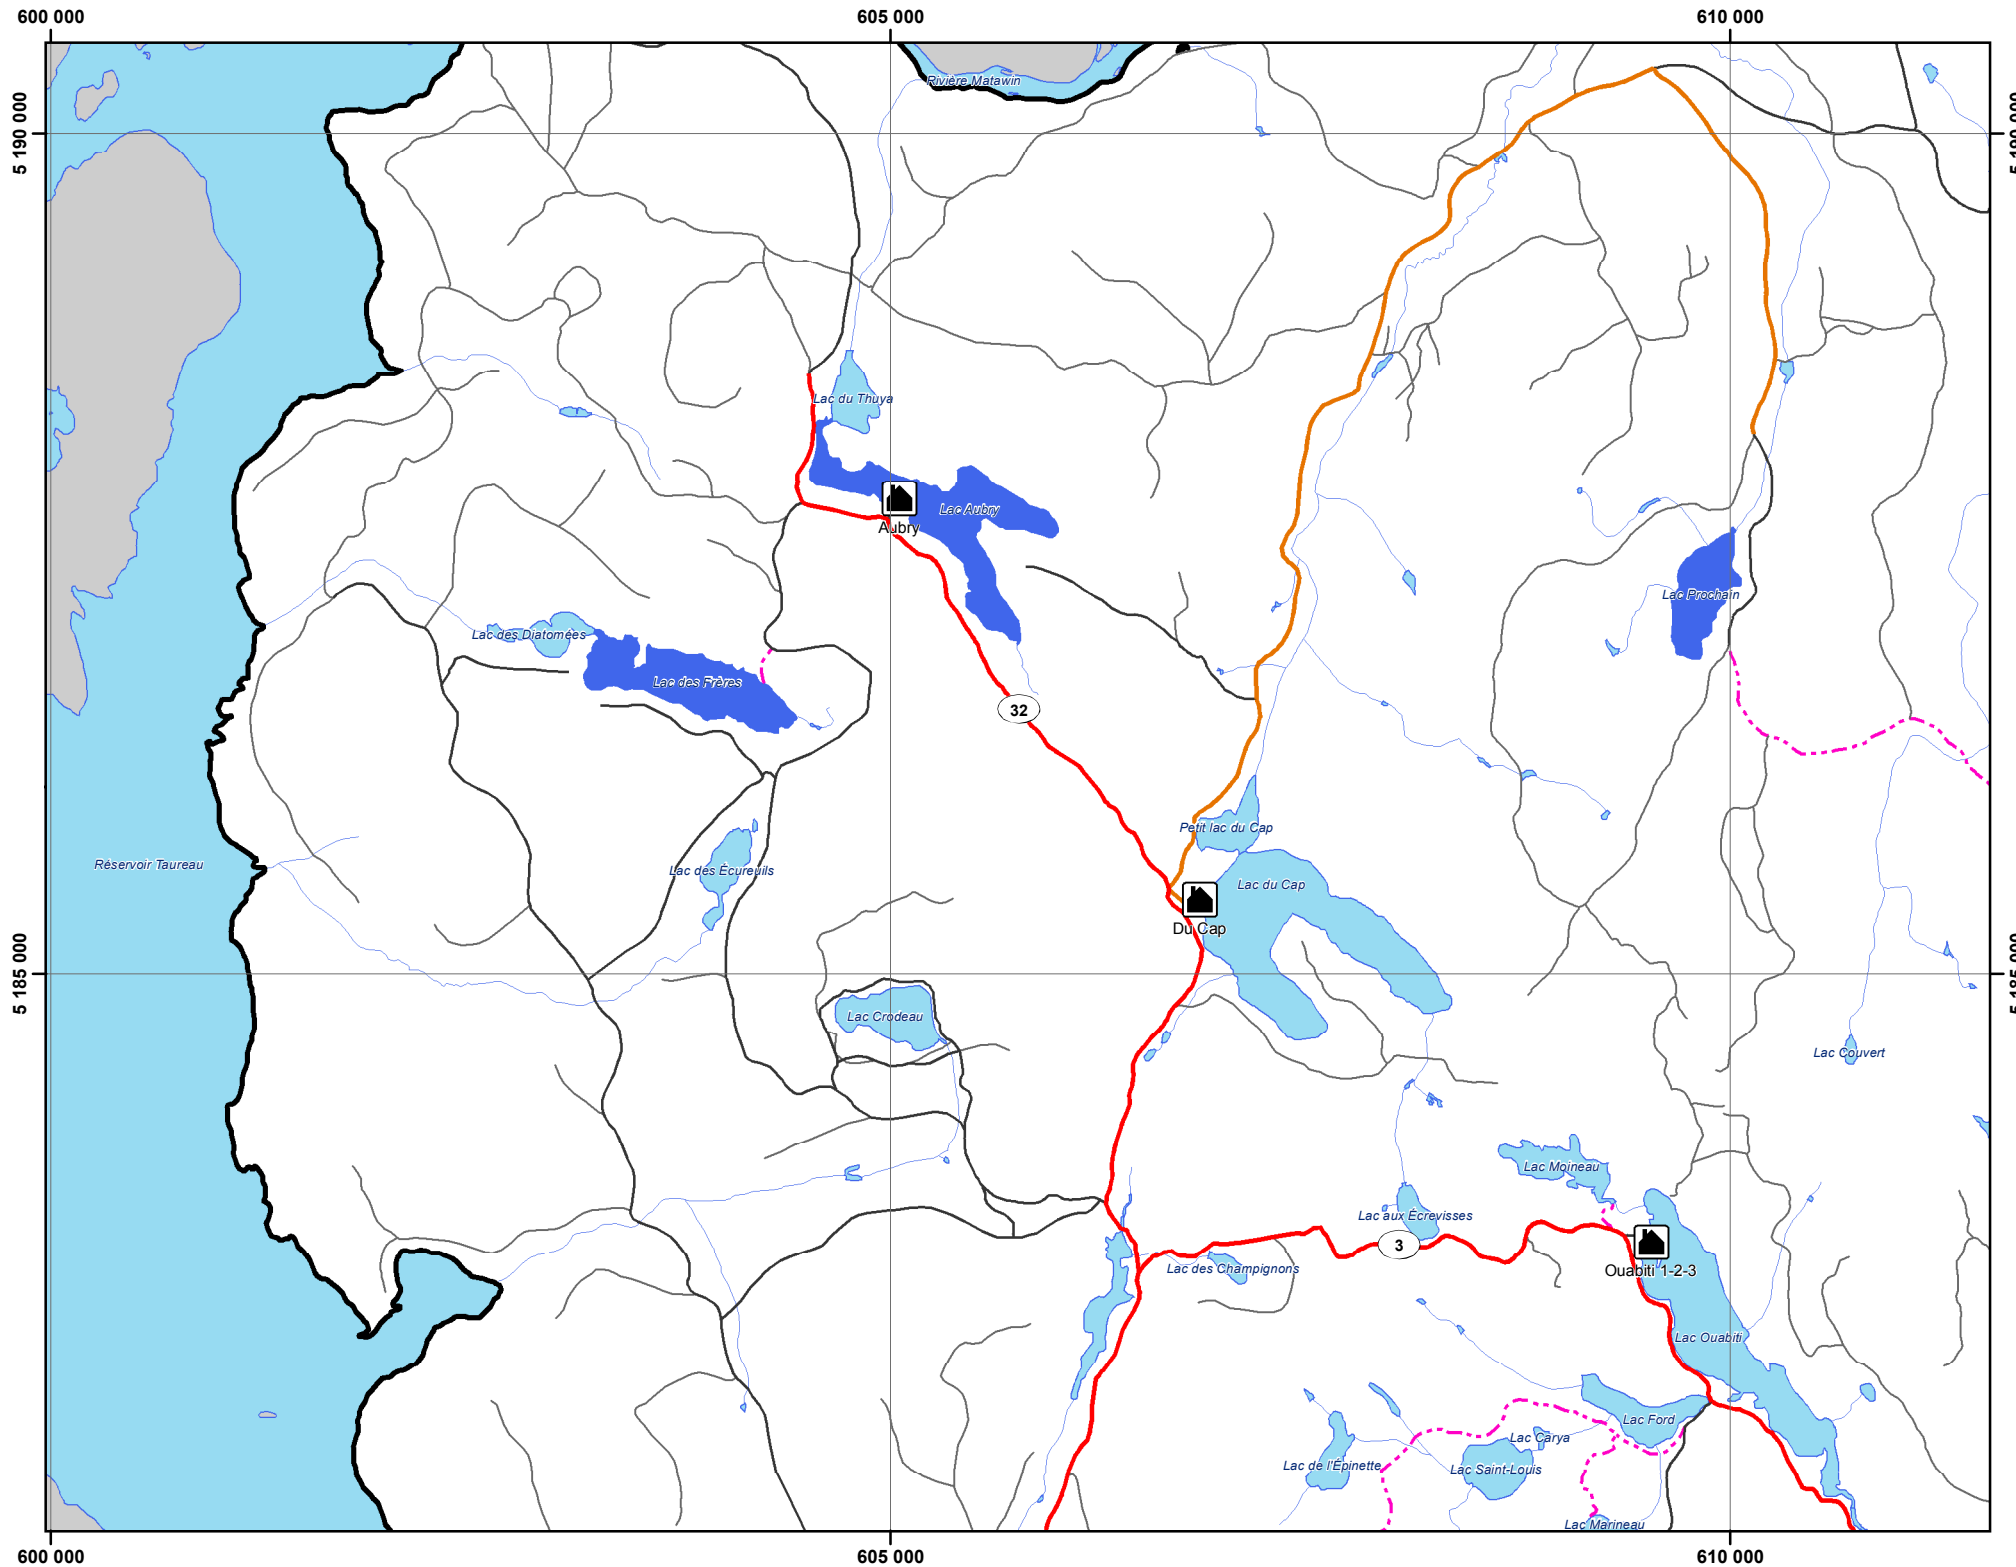 600 000
605 000
610 000
Rivière Matawin
5 190 000
Lac du Thuya
Lac Aubry
Aubry
Lac Prochain
Lac des Diatomées
Lac des Frères
32
Petit lac du Cap
Réservoir Taureau
Lac des Écureuils
Lac du Cap
Du Cap
5 185 000
5 185 000
Lac Crodeau
Lac Couvert
Lac Moineau
Lac aux Écrevisses
3
Lac des Champignons
Ouabiti 1-2-3
Lac Ouabiti
Lac Ford
Lac Carya
Lac de l'Épinette
Lac Saint-Louis
Lac Marineau
600 000
605 000
610 000